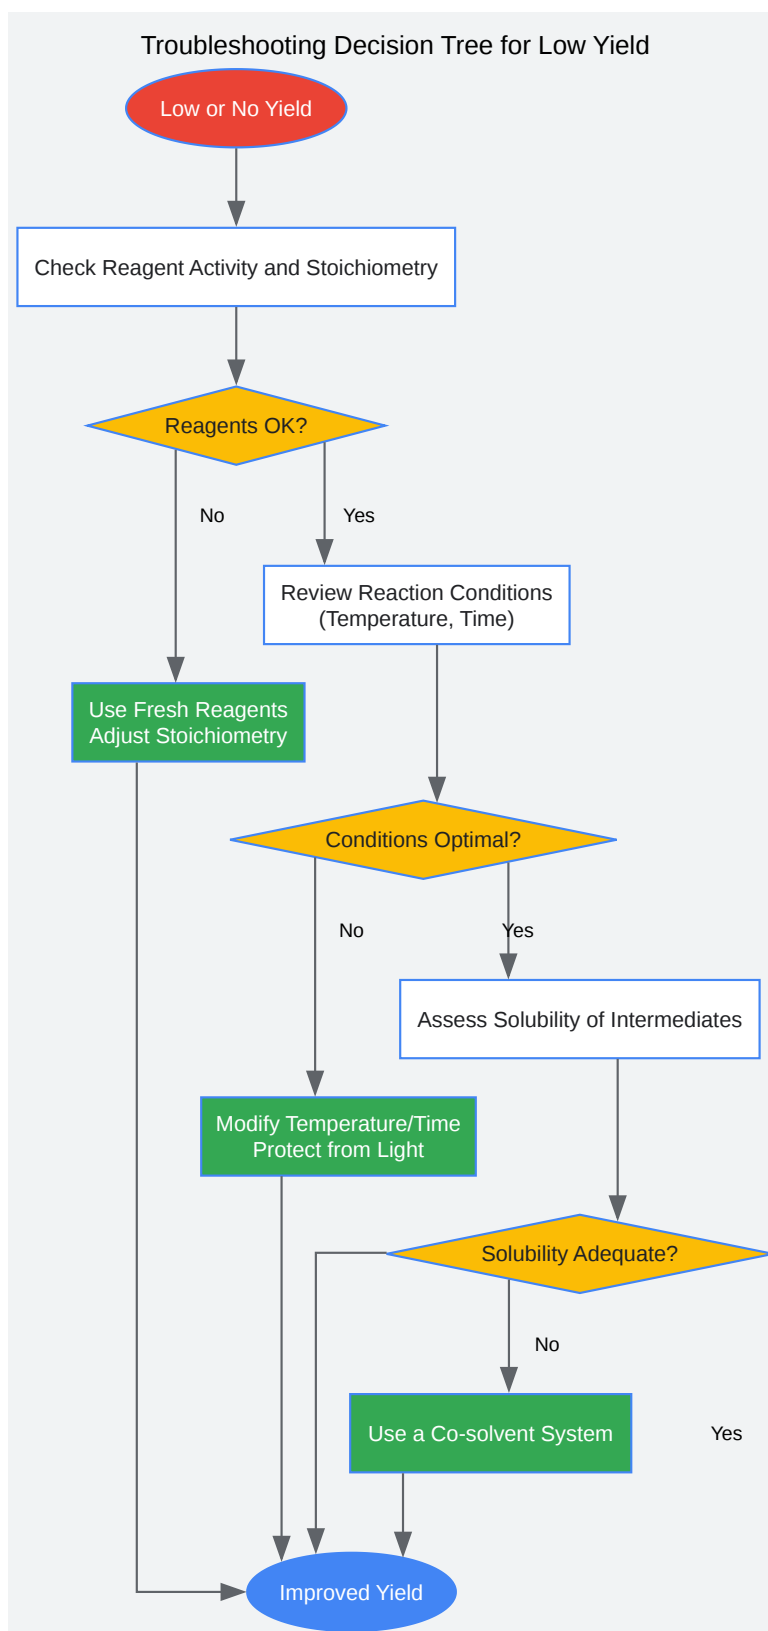 Troubleshooting Decision Tree for Low Yield
Low or No Yield
Check Reagent Activity and Stoichiometry
Reagents OK?
No
Yes
Review Reaction Conditions
(Temperature, Time)
Use Fresh Reagents
Adjust Stoichiometry
Conditions Optimal?
No
Yes
Assess Solubility of Intermediates
Modify Temperature/Time
Protect from Light
Solubility Adequate?
No
Use a Co-solvent System
Yes
Improved Yield